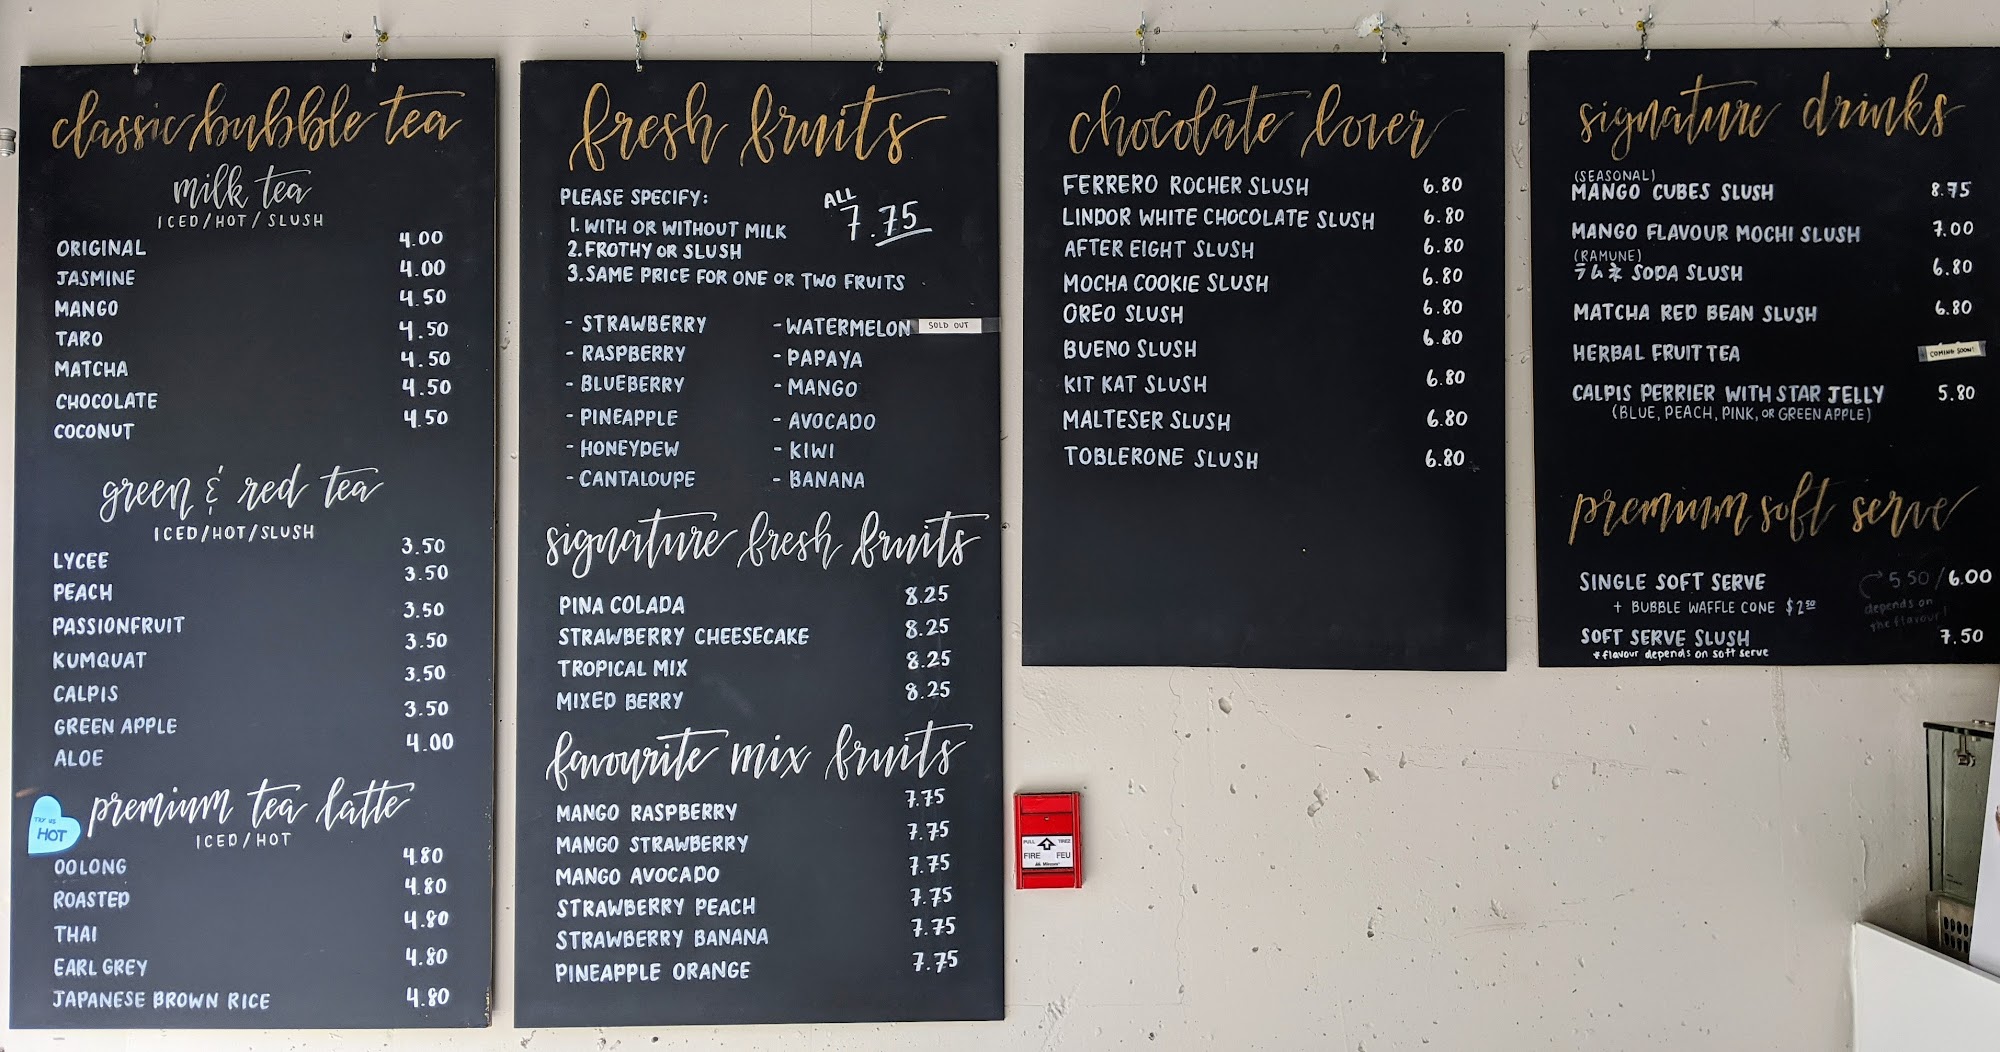 classic bubble tea
milk tea
ICED/HOT/SLUSH
ORIGINAL 4.00
JASMINE 4.00
MANGO 4.50
TARO 4.50
MATCHA 4.50
CHOCOLATE 4.50
COCONUT 4.50
green & red tea
ICED/HOT/SLUSH
LYCEE 3.50
PEACH 3.50
PASSIONFRUIT 3.50
KUMQUAT 3.50
CALPIS 3.50
GREEN APPLE 3.50
ALOE 4.00
TRY US
HOT
premium tea latte
ICED/HOT
OOLONG 4.80
ROASTED 4.80
THAI 4.80
EARL GREY 4.80
JAPANESE BROWN RICE 4.80
fresh fruits
PLEASE SPECIFY:
1. WITH OR WITHOUT MILK
2. FROTHY OR SLUSH
3. SAME PRICE FOR ONE OR TWO FRUITS
ALL
7.75
- STRAWBERRY
- RASPBERRY
- BLUEBERRY
- PINEAPPLE
- HONEYDEW
- CANTALOUPE
- WATERMELON SOLD OUT
- PAPAYA
- MANGO
- AVOCADO
- KIWI
- BANANA
signature fresh fruits
PINA COLADA 8.25
STRAWBERRY CHEESECAKE 8.25
TROPICAL MIX 8.25
MIXED BERRY 8.25
favourite mix fruits
MANGO RASPBERRY 7.75
MANGO STRAWBERRY 7.75
MANGO AVOCADO 7.75
STRAWBERRY PEACH 7.75
STRAWBERRY BANANA 7.75
PINEAPPLE ORANGE 7.75
chocolate lover
FERRERO ROCHER SLUSH 6.80
LINDOR WHITE CHOCOLATE SLUSH 6.80
AFTER EIGHT SLUSH 6.80
MOCHA COOKIE SLUSH 6.80
OREO SLUSH 6.80
BUENO SLUSH 6.80
KIT KAT SLUSH 6.80
MALTESER SLUSH 6.80
TOBLERONE SLUSH 6.80
PULL TIREZ
FIRE FEU
Mircom
signature drinks
(SEASONAL)
MANGO CUBES SLUSH 8.75
MANGO FLAVOUR MOCHI SLUSH 7.00
(RAMUNE)
ラムネ SODA SLUSH 6.80
MATCHA RED BEAN SLUSH 6.80
HERBAL FRUIT TEA COMING SOON!
CALPIS PERRIER WITH STAR JELLY 5.80
(BLUE, PEACH, PINK, OR GREEN APPLE)
premium soft serve
SINGLE SOFT SERVE 5.50/6.00
+ BUBBLE WAFFLE CONE $2.50
depends on
the flavour!
SOFT SERVE SLUSH 7.50
*flavour depends on soft serve